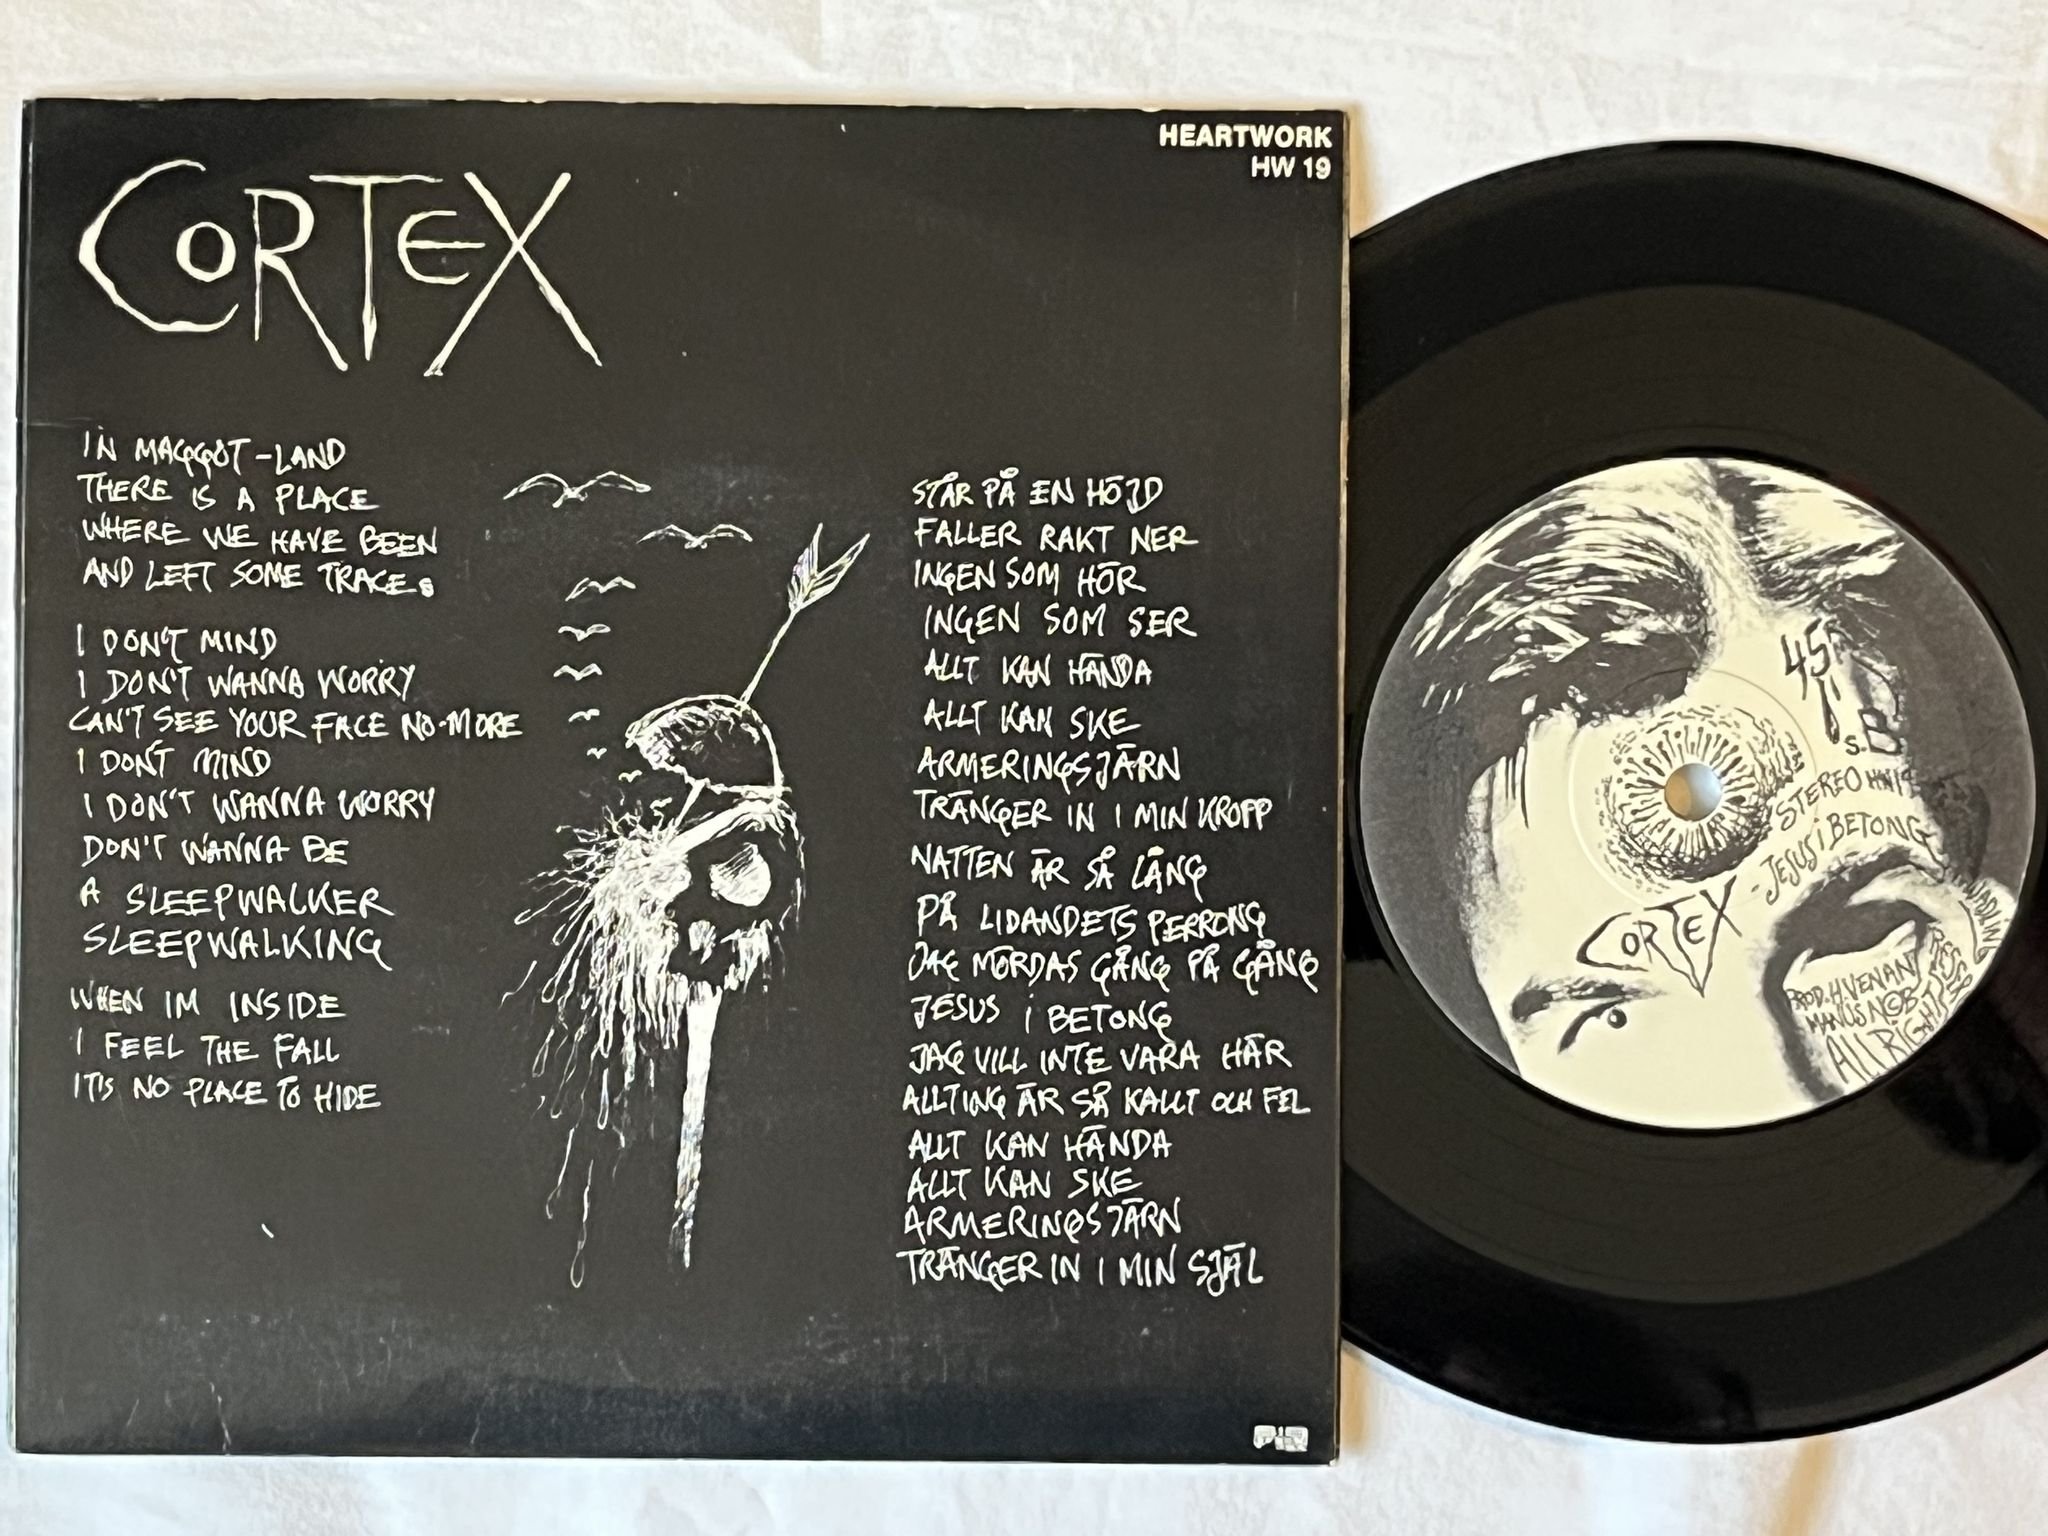 CORTEX
HEARTWORK
HW 19
IN MAGGOT-LAND
THERE IS A PLACE
WHERE WE HAVE BEEN
AND LEFT SOME TRACES
I DON'T MIND
I DON'T WANNA WORRY
CAN'T SEE YOUR FACE NO-MORE
I DON'T MIND
I DON'T WANNA WORRY
DON'T WANNA BE
A SLEEPWALKER
SLEEPWALKING
WHEN IM INSIDE
I FEEL THE FALL
IT'S NO PLACE TO HIDE
STÅR PÅ EN HÖJD
FALLER RAKT NER
INGEN SOM HÖR
INGEN SOM SER
ALLT KAN HÄNDA
ALLT KAN SKE
ARMERINGSJÄRN
TRÄNGER IN I MIN KROPP
NATTEN ÄR SÅ LÅNG
PÅ LIDANDETS PERRONG
JAG MÖRDAS GÅNG PÅ GÅNG
JESUS I BETONG
JAG VILL INTE VARA HÄR
ALLTING ÄR SÅ KALLT OCH FEL
ALLT KAN HÄNDA
ALLT KAN SKE
ARMERINGSJÄRN
TRÄNGER IN I MIN SJÄL
45
S.B
STEREO
-JESUS I BETONG
CORTEX
PROD. H.VENANT
MANUS N©B
ALL RIGHT